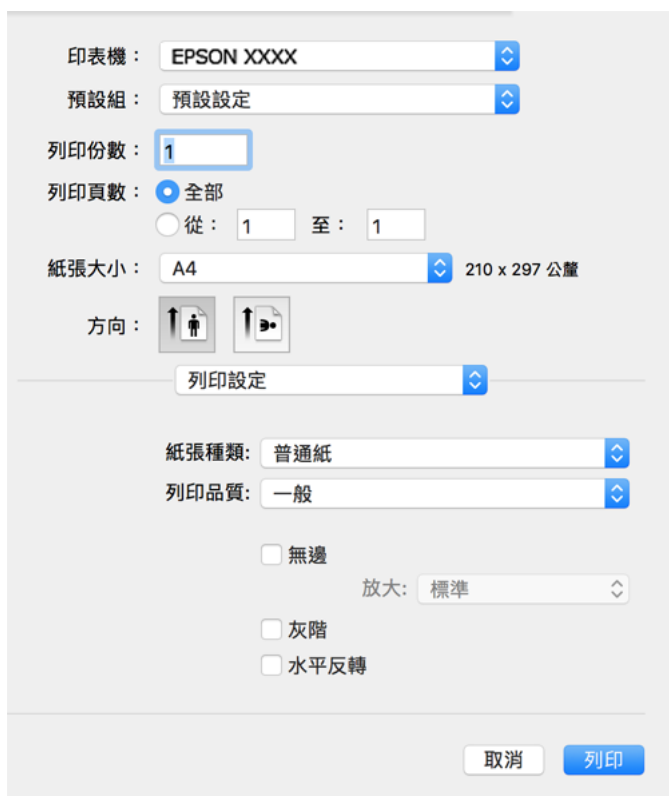 印表機： EPSON XXXX
預設組： 預設設定
列印份數： 1
列印頁數： 全部
從： 1 至： 1
紙張大小： A4 210 x 297 公釐
方向：
列印設定
紙張種類: 普通紙
列印品質: 一般
無邊
放大: 標準
灰階
水平反轉
取消 列印